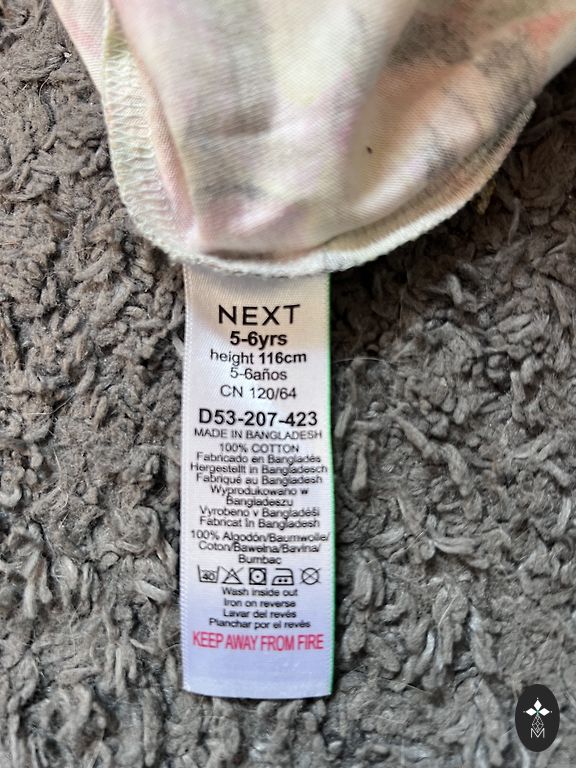 NEXT
5-6yrs
height 116cm
5-6años
CN 120/64
D53-207-423
MADE IN BANGLADESH
100% COTTON
Fabricado en Bangladés
Hergestellt in Bangladesch
Fabriqué au Bangladesh
Wyprodukowano w
Bangladeszu
Vyrobeno v Bangladéši
Fabricat în Bangladesh
100% Algodón/Baumwolle/
Coton/Bawełna/Bavlna/
Bumbac
40
Wash inside out
Iron on reverse
Lavar del revés
Planchar por el revés
KEEP AWAY FROM FIRE
M